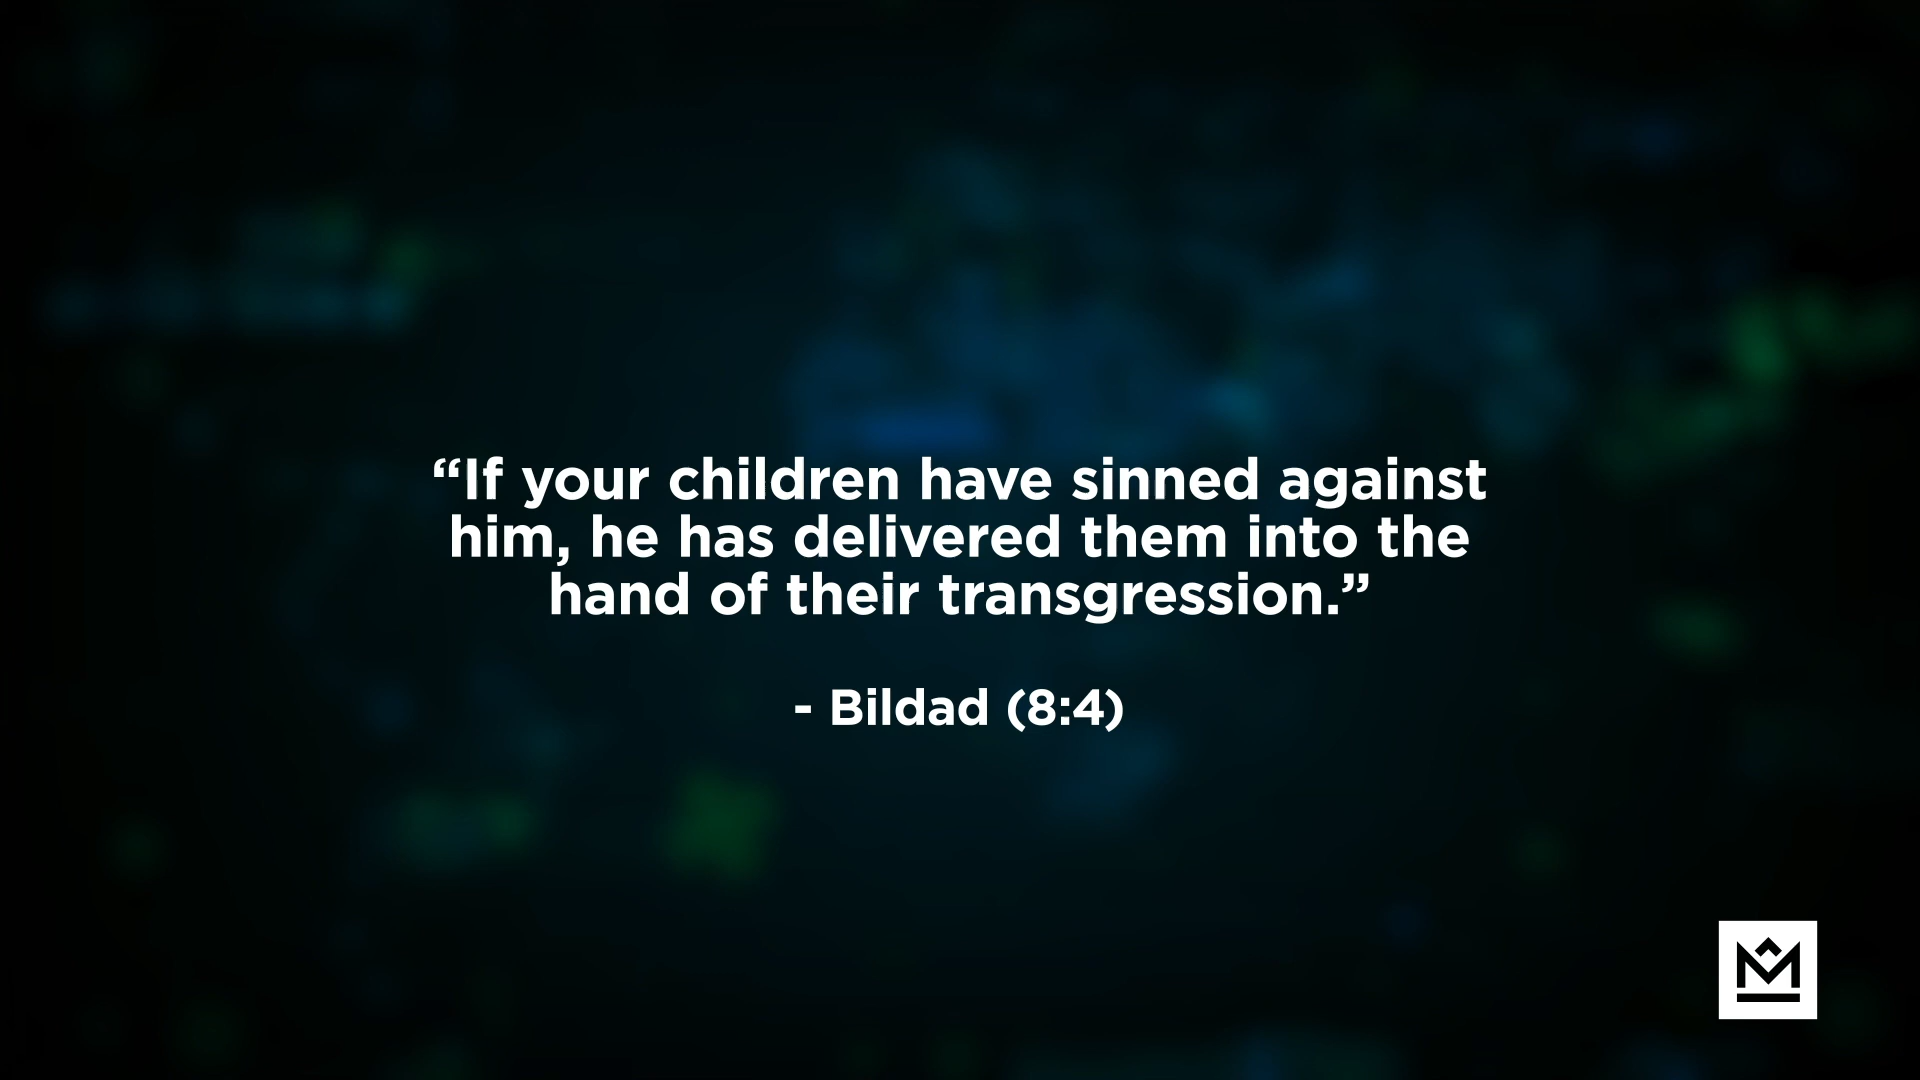 “If your children have sinned against
him, he has delivered them into the
hand of their transgression.”
- Bildad (8:4)